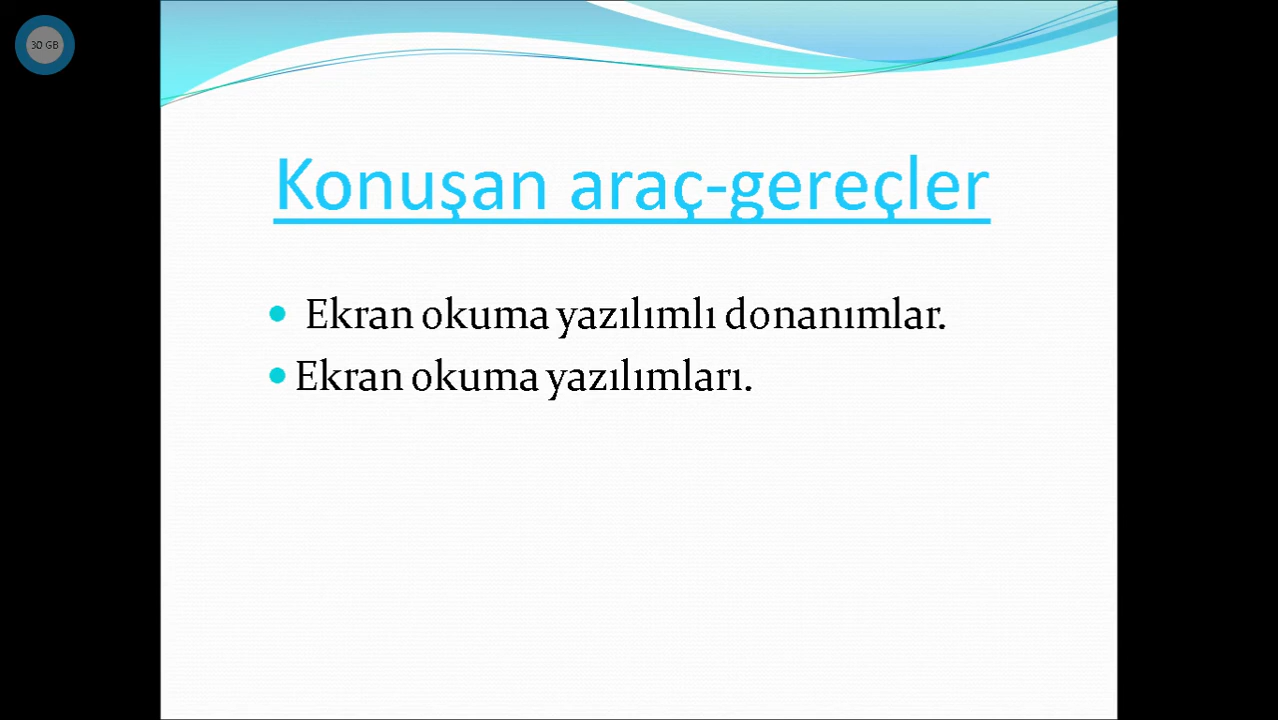 30 GB
Konuşan araç-gereçler
• Ekran okuma yazılımlı donanımlar.
• Ekran okuma yazılımları.